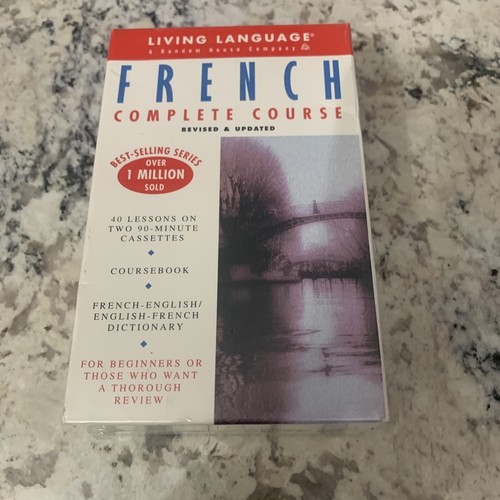 LIVING LANGUAGE®
A Random House Company
FRENCH
COMPLETE COURSE
REVISED & UPDATED
BEST-SELLING SERIES
OVER
1 MILLION
SOLD
40 LESSONS ON
TWO 90-MINUTE
CASSETTES
COURSEBOOK
FRENCH-ENGLISH/
ENGLISH-FRENCH
DICTIONARY
FOR BEGINNERS OR
THOSE WHO WANT
A THOROUGH
REVIEW